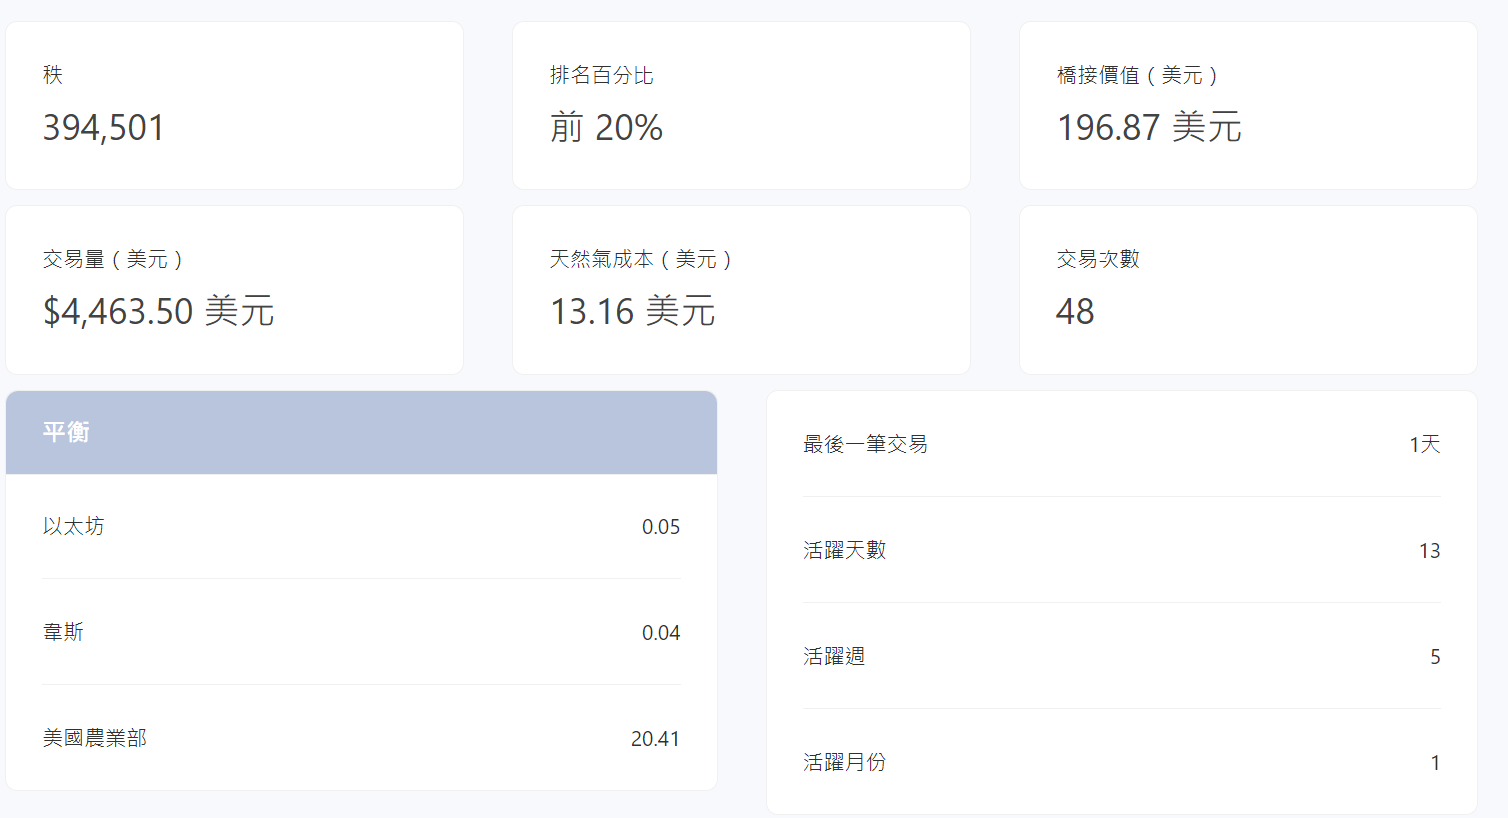 秩
394,501
排名百分比
前 20%
橋接價值（美元）
196.87 美元
交易量（美元）
$4,463.50 美元
天然氣成本（美元）
13.16 美元
交易次數
48
平衡
以太坊 0.05
韋斯 0.04
美國農業部 20.41
最後一筆交易 1天
活躍天數 13
活躍週 5
活躍月份 1